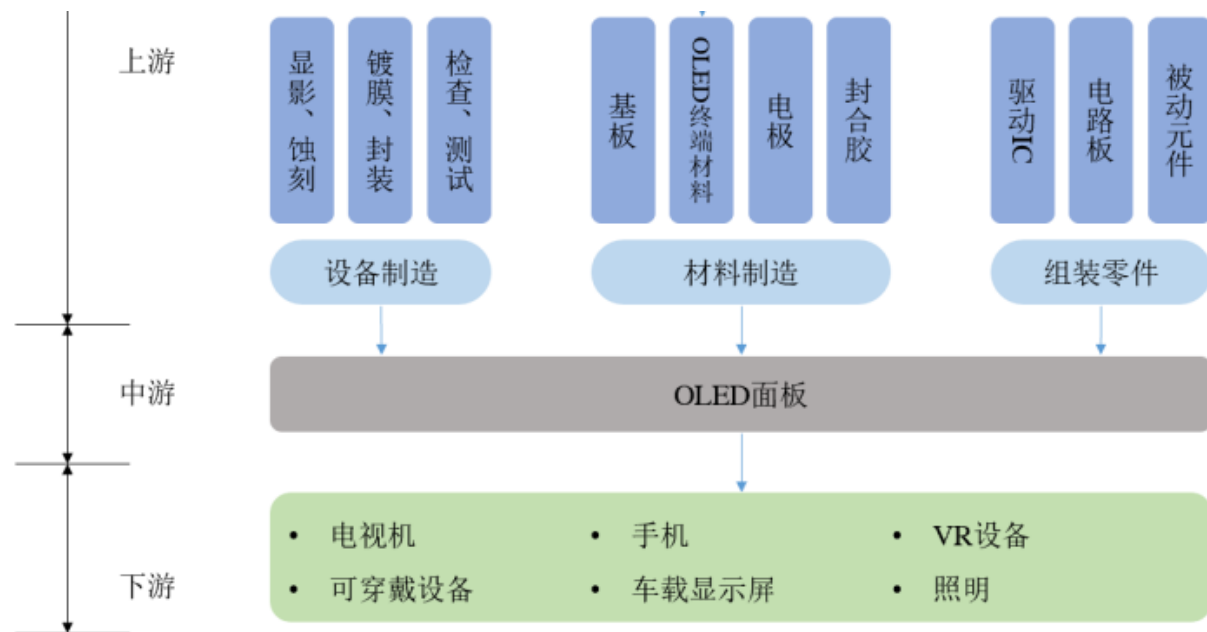 上游
显影、蚀刻
镀膜、封装
检查、测试
基板
OLED终端材料
电极
封合胶
驱动IC
电路板
被动元件
设备制造
材料制造
组装零件
中游
OLED面板
下游
• 电视机
• 手机
• VR设备
• 可穿戴设备
• 车载显示屏
• 照明